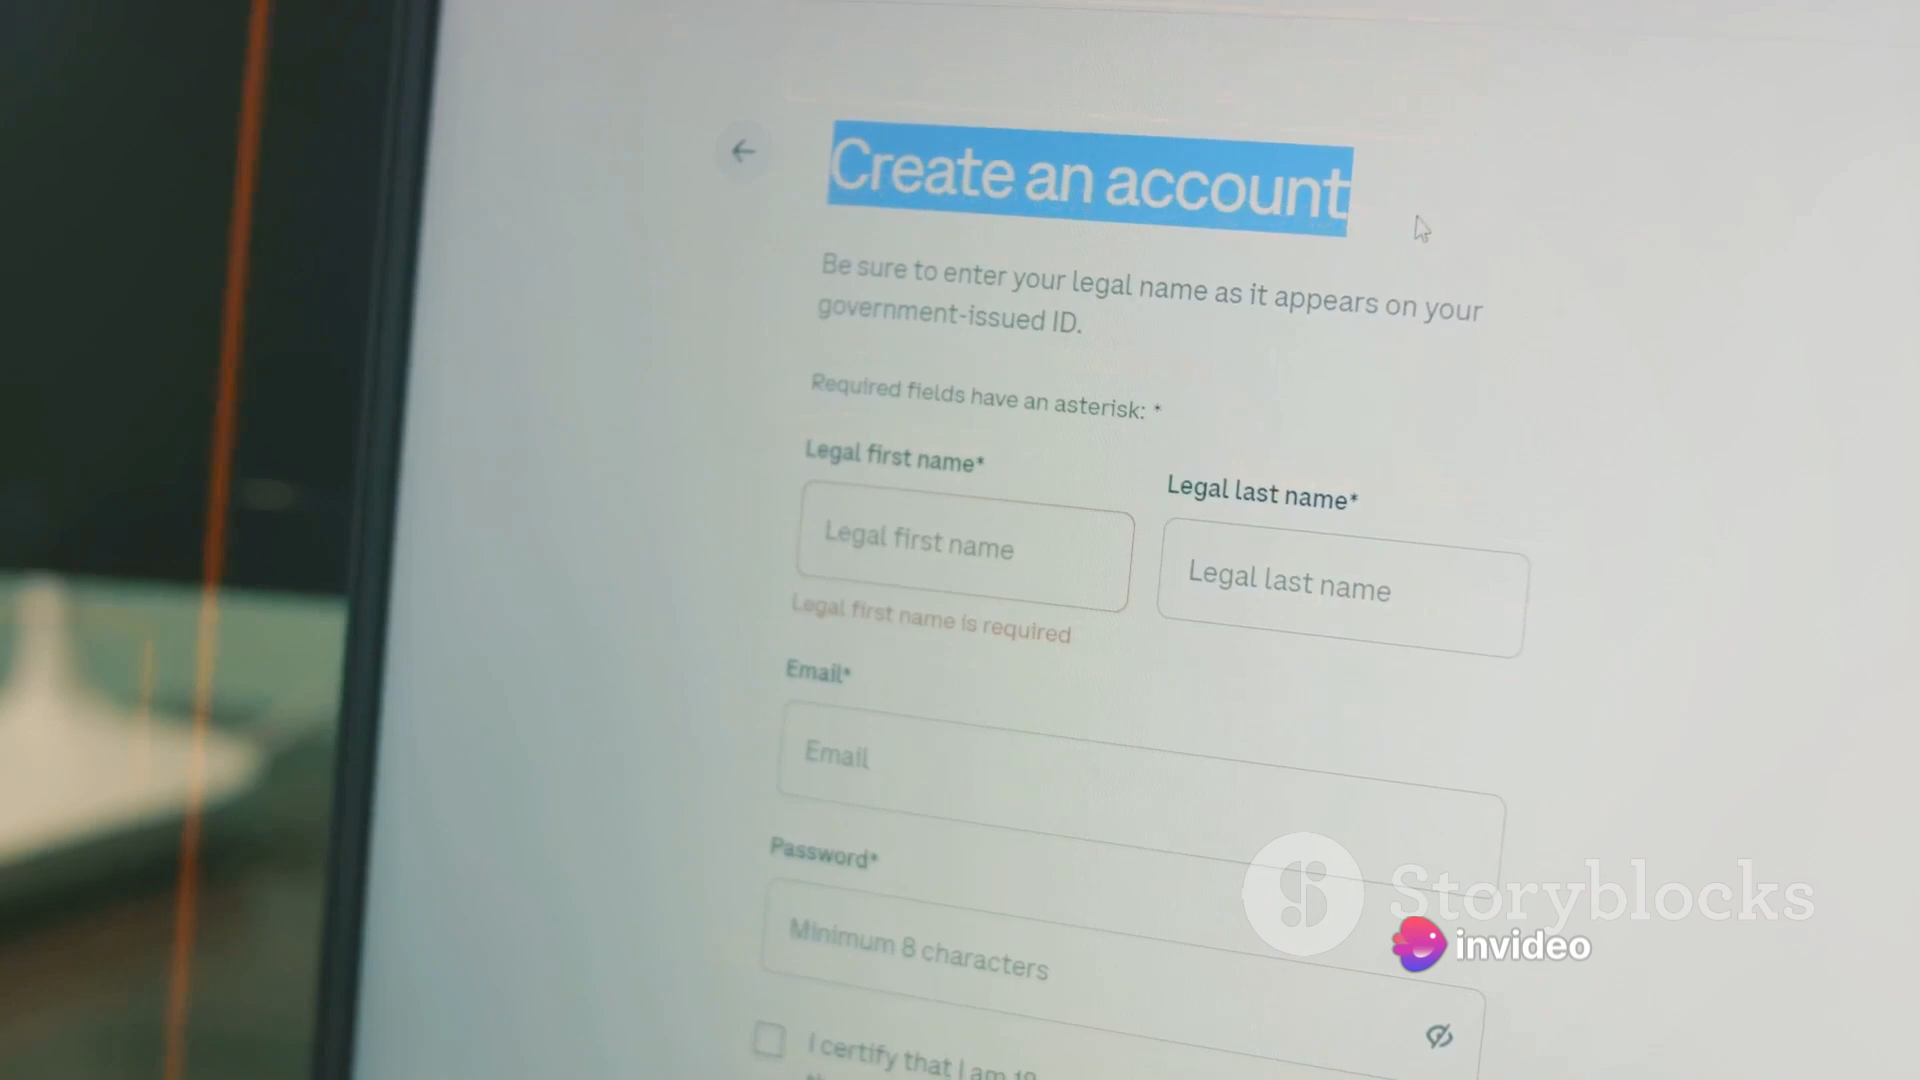 Create an account
Be sure to enter your legal name as it appears on your
government-issued ID.
Required fields have an asterisk: *
Legal first name*
Legal last name*
Legal first name
Legal last name
Legal first name is required
Email*
Email
Password*
Minimum 8 characters
I certify that I am
Storyblocks
invideo